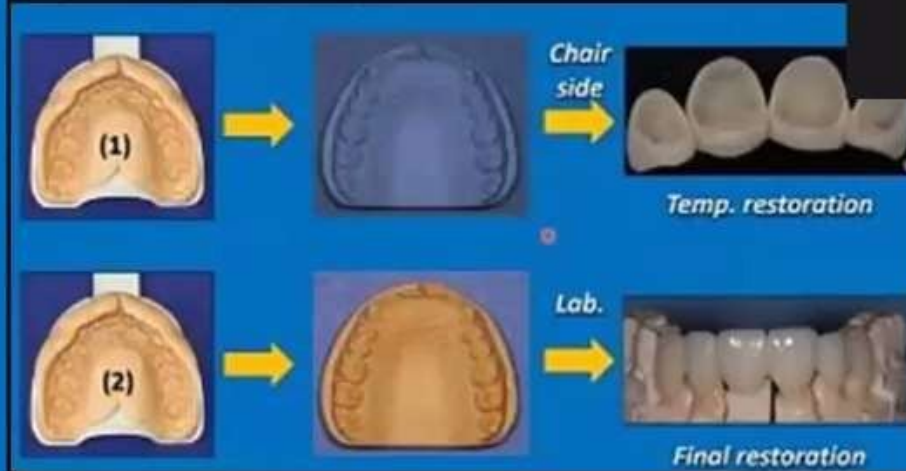 (1)
Chair
side
Temp. restoration
(2)
Lab.
Final restoration